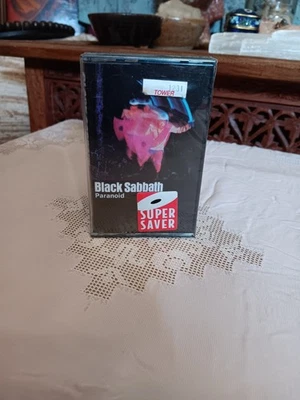 TOWER
Black Sabbath
Paranoid
SUPER
SAVER